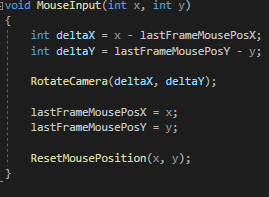 void MouseInput(int x, int y)
{
int deltaX = x - lastFrameMousePosX;
int deltaY = lastFrameMousePosY - y;
RotateCamera(deltaX, deltaY);
lastFrameMousePosX = x;
lastFrameMousePosY = y;
ResetMousePosition(x, y);
}